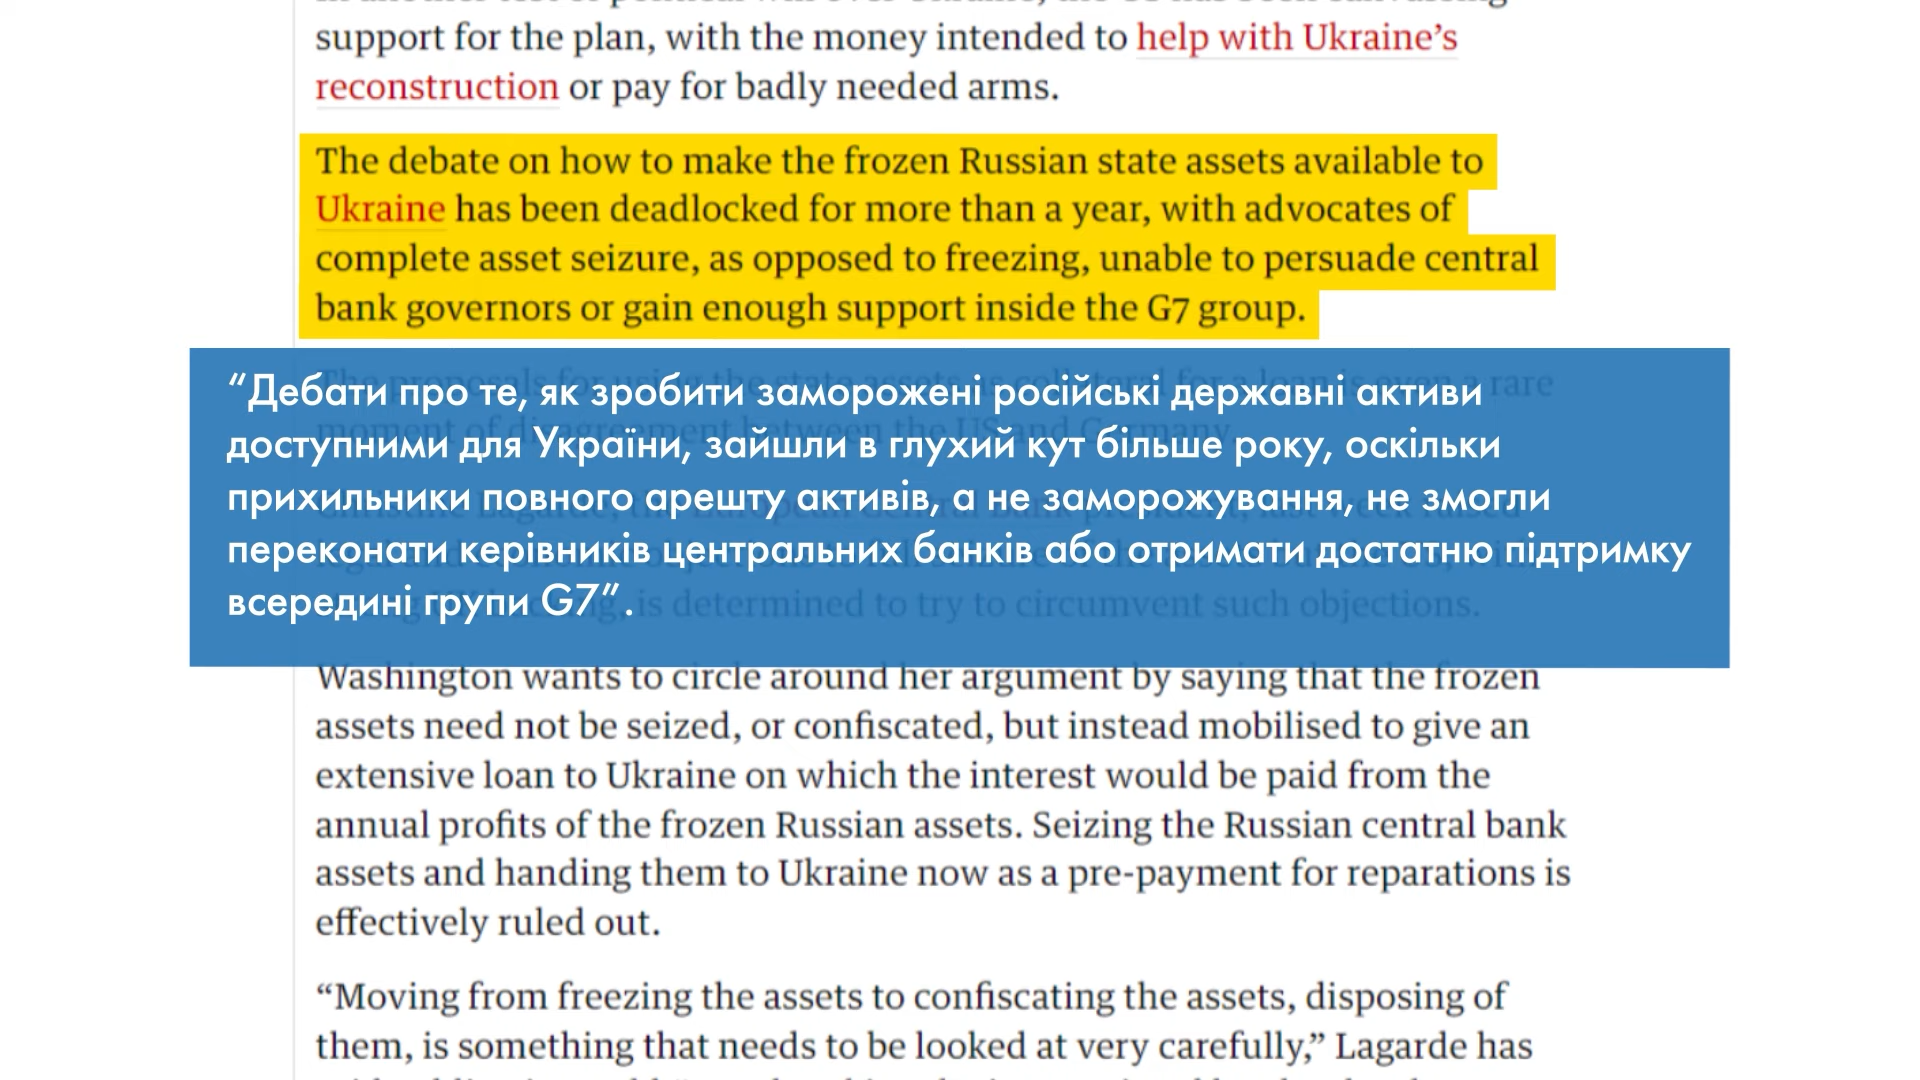 support for the plan, with the money intended to help with Ukraine’s
reconstruction or pay for badly needed arms.
The debate on how to make the frozen Russian state assets available to
Ukraine has been deadlocked for more than a year, with advocates of
complete asset seizure, as opposed to freezing, unable to persuade central
bank governors or gain enough support inside the G7 group.
“Дебати про те, як зробити заморожені російські державні активи
доступними для України, зайшли в глухий кут більше року, оскільки
прихильники повного арешту активів, а не заморожування, не змогли
переконати керівників центральних банків або отримати достатню підтримку
всередині групи G7”.
is determined to try to circumvent such objections.
Washington wants to circle around her argument by saying that the frozen
assets need not be seized, or confiscated, but instead mobilised to give an
extensive loan to Ukraine on which the interest would be paid from the
annual profits of the frozen Russian assets. Seizing the Russian central bank
assets and handing them to Ukraine now as a pre-payment for reparations is
effectively ruled out.
“Moving from freezing the assets to confiscating the assets, disposing of
them, is something that needs to be looked at very carefully,” Lagarde has